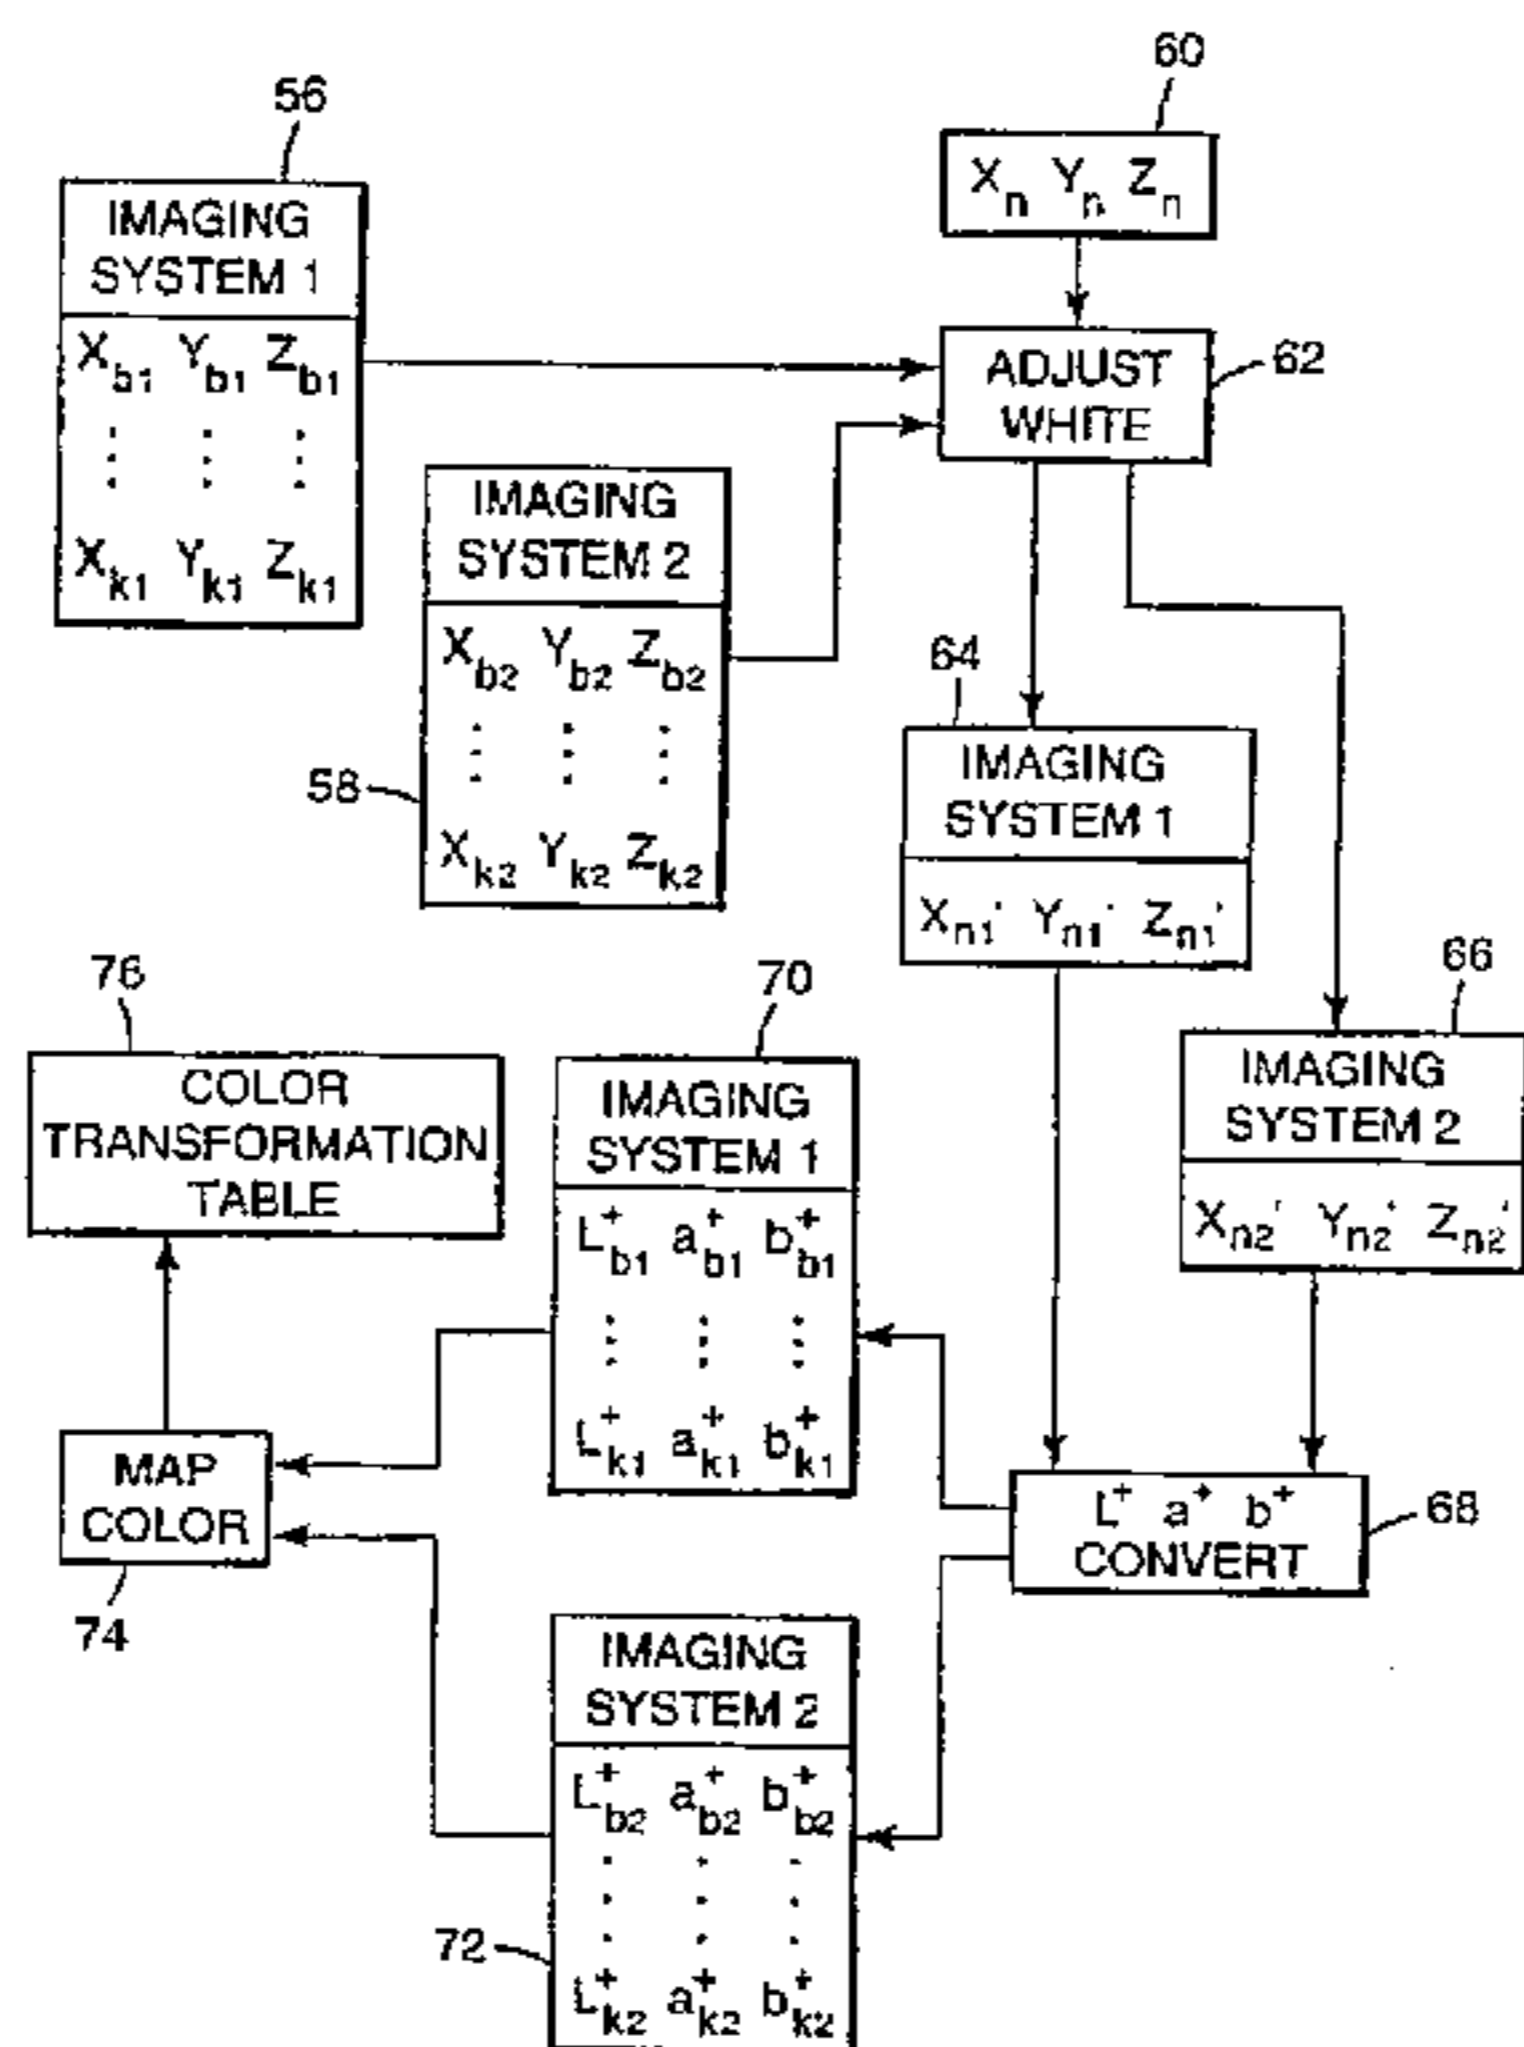 56
IMAGING
SYSTEM 1
Xb1 Yb1 Zb1
Xk1 Yk1 Zk1
60
Xn Yn Zn
ADJUST
WHITE
62
IMAGING
SYSTEM 2
Xb2 Yb2 Zb2
Xk2 Yk2 Zk2
58
64
IMAGING
SYSTEM 1
Xn1' Yn1' Zn1'
66
IMAGING
SYSTEM 2
Xn2' Yn2' Zn2'
76
COLOR
TRANSFORMATION
TABLE
70
IMAGING
SYSTEM 1
L+b1 a+b1 b+b1
L+k1 a+k1 b+k1
MAP
COLOR
74
L+ a+ b+
CONVERT
68
IMAGING
SYSTEM 2
L+b2 a+b2 b+b2
L+k2 a+k2 b+k2
72